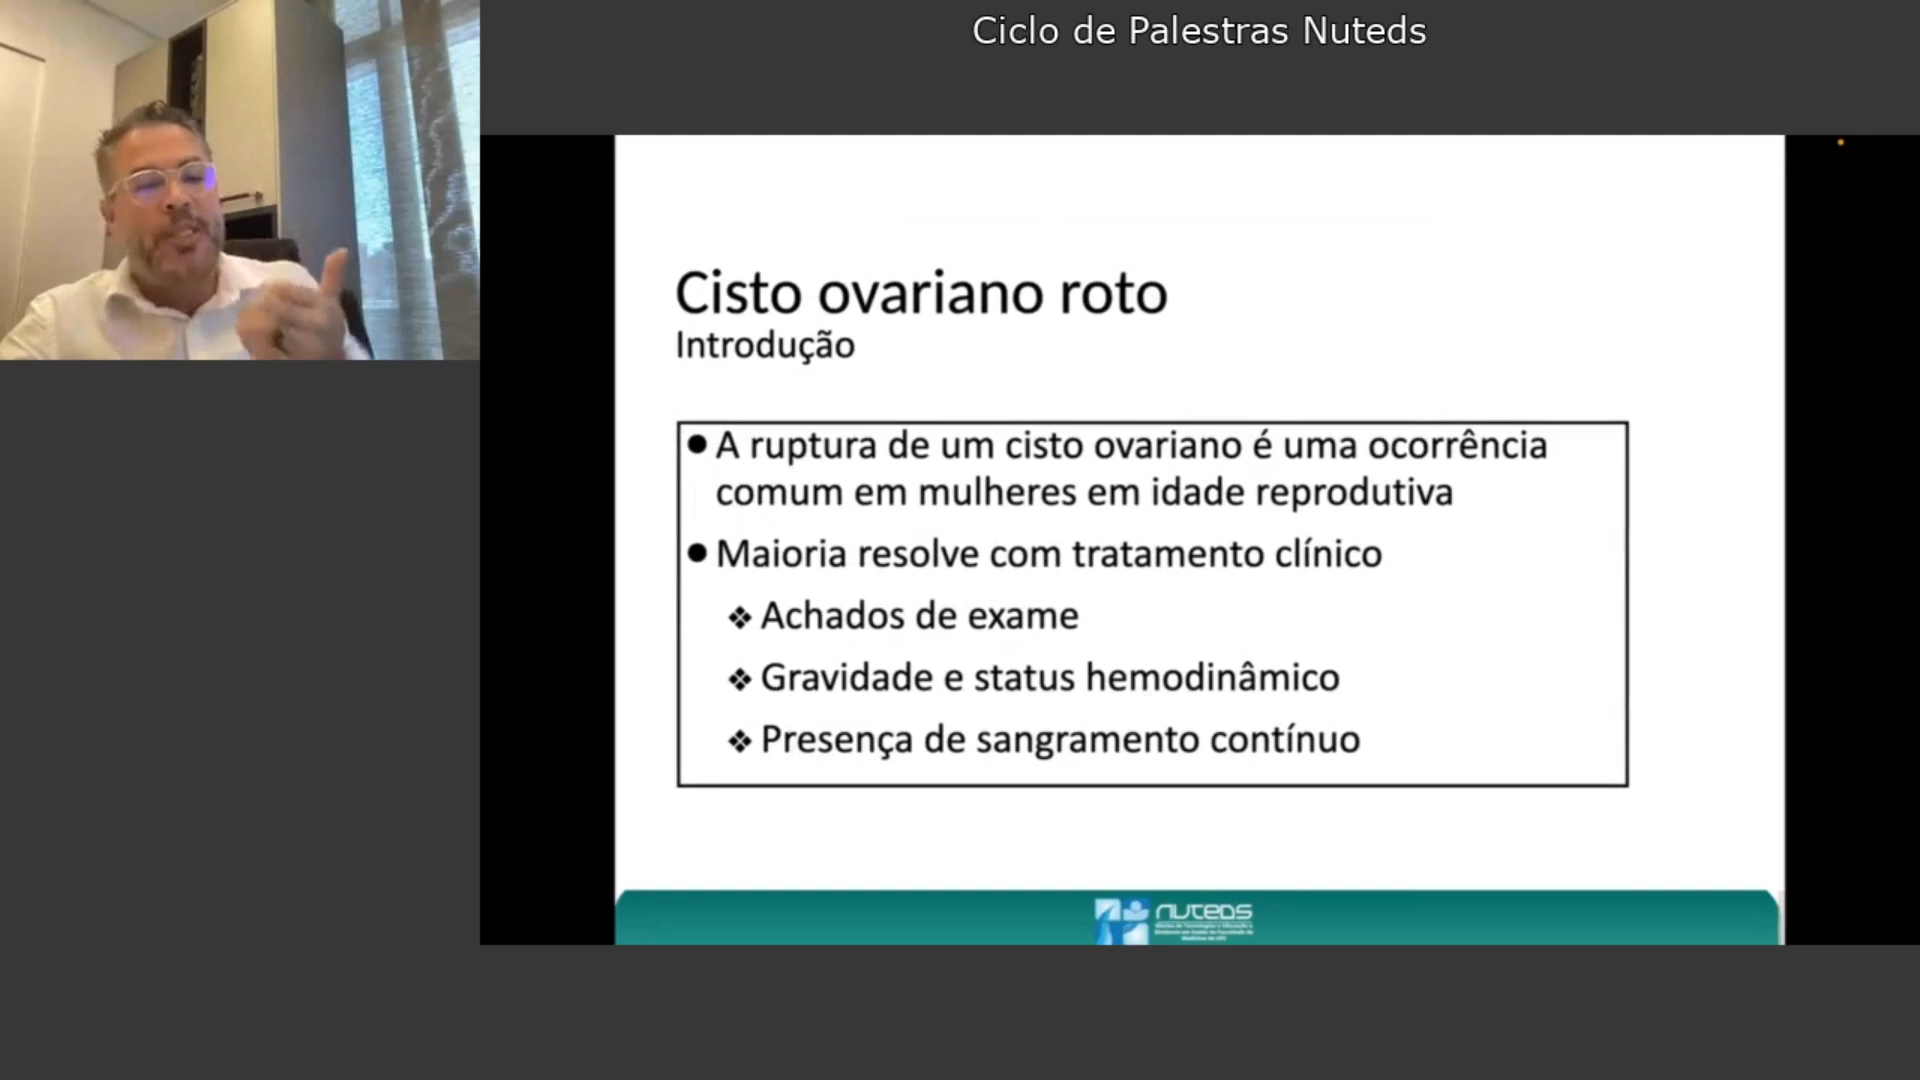 Ciclo de Palestras Nuteds
Cisto ovariano roto
Introdução
● A ruptura de um cisto ovariano é uma ocorrência
comum em mulheres em idade reprodutiva
● Maioria resolve com tratamento clínico
❖ Achados de exame
❖ Gravidade e status hemodinâmico
❖ Presença de sangramento contínuo
NUTEDS